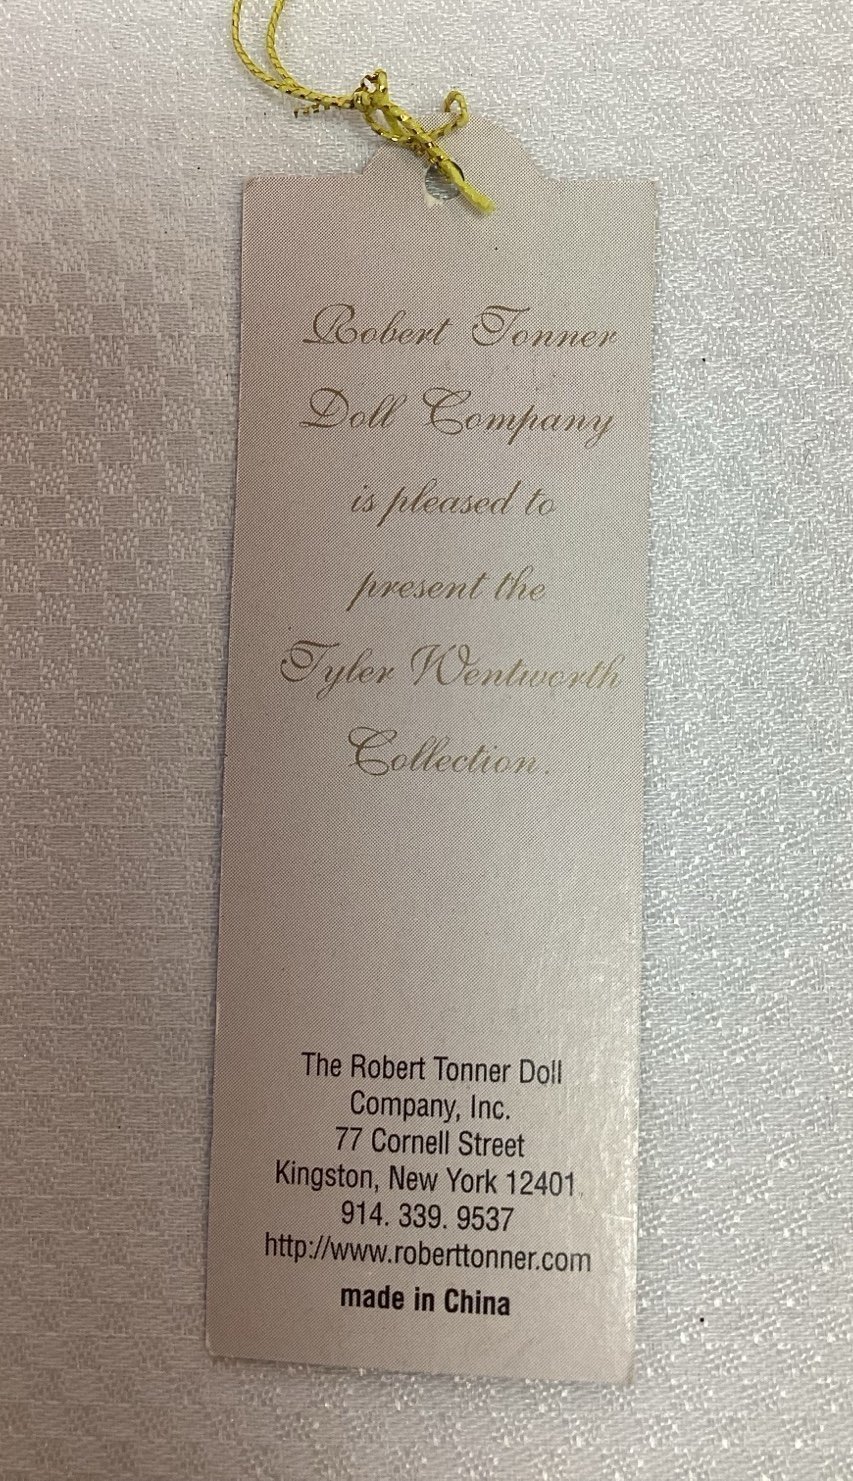 Robert Tonner
Doll Company
is pleased to
present the
Tyler Wentworth
Collection.
The Robert Tonner Doll
Company, Inc.
77 Cornell Street
Kingston, New York 12401
914. 339. 9537
http://www.roberttonner.com
made in China